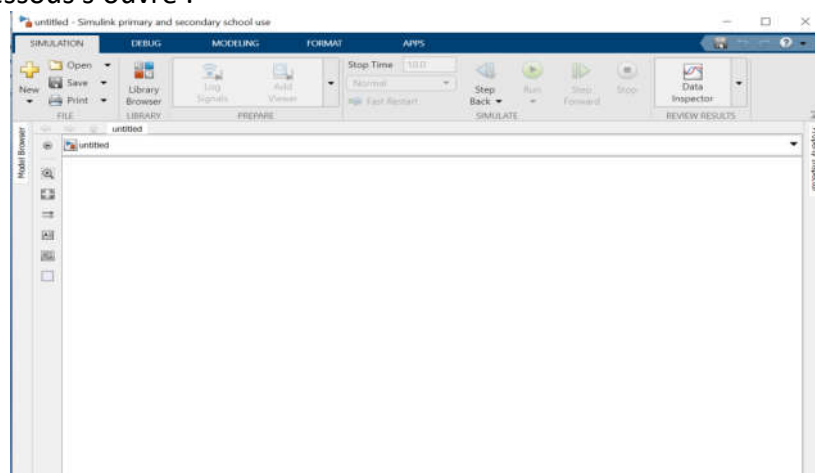 untitled - Simulink primary and secondary school use
SIMULATION DEBUG MODELING FORMAT APPS
New Open Save Print
FILE
Library Browser
LIBRARY
Log Signals Add Viewer
PREPARE
Stop Time 10.0
Normal
Fast Restart
Step Back Run Step Forward Stop
SIMULATE
Data Inspector
REVIEW RESULTS
untitled
untitled
Model Browser